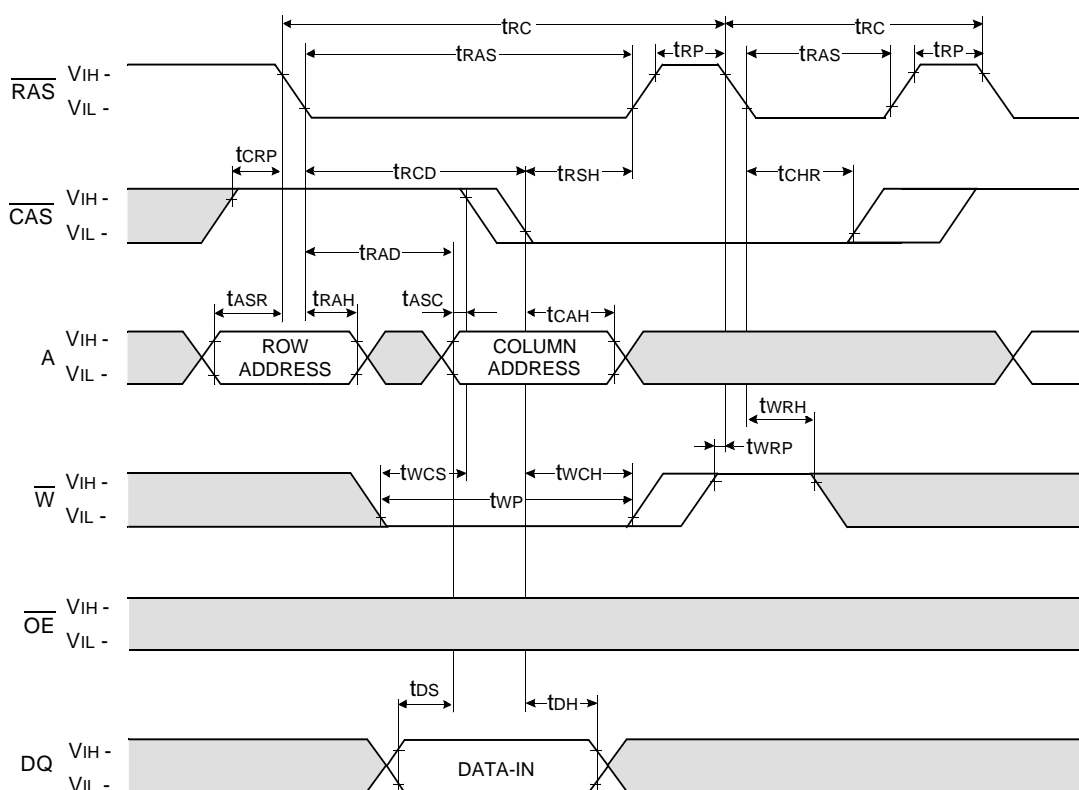 tRC tRC
tRAS tRP tRAS tRP
RAS VIH -
VIL -
tCRP tRCD tRSH tCHR
CAS VIH -
VIL -
tRAD
tASR tRAH tASC tCAH
A VIH -
VIL -
ROW
ADDRESS
COLUMN
ADDRESS
tWRH
tWRP
W VIH -
VIL -
tWCS tWCH
tWP
OE VIH -
VIL -
tDS tDH
DQ VIH -
VIL -
DATA-IN